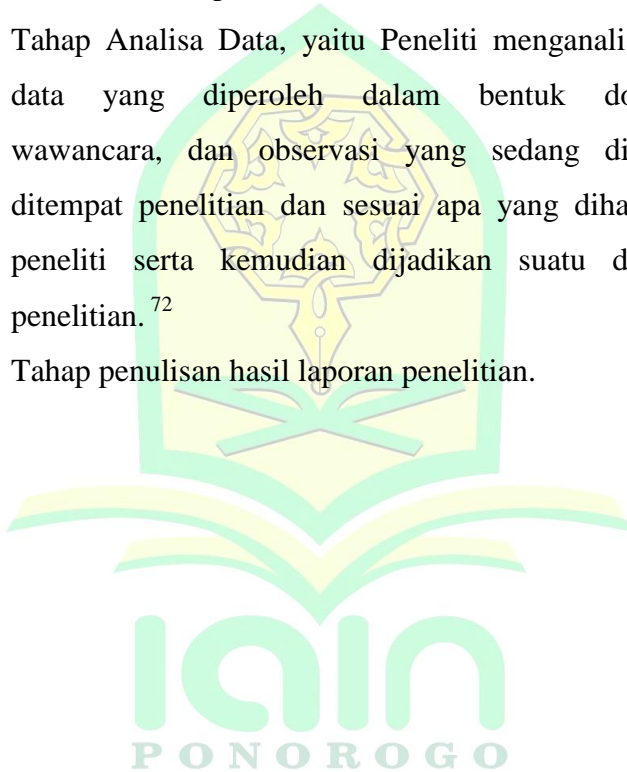 Tahap Analisa Data, yaitu Peneliti menganali
data yang diperoleh dalam bentuk do
wawancara, dan observasi yang sedang di
ditempat penelitian dan sesuai apa yang diha
peneliti serta kemudian dijadikan suatu d
penelitian. 72
Tahap penulisan hasil laporan penelitian.
iain
PONOROGO